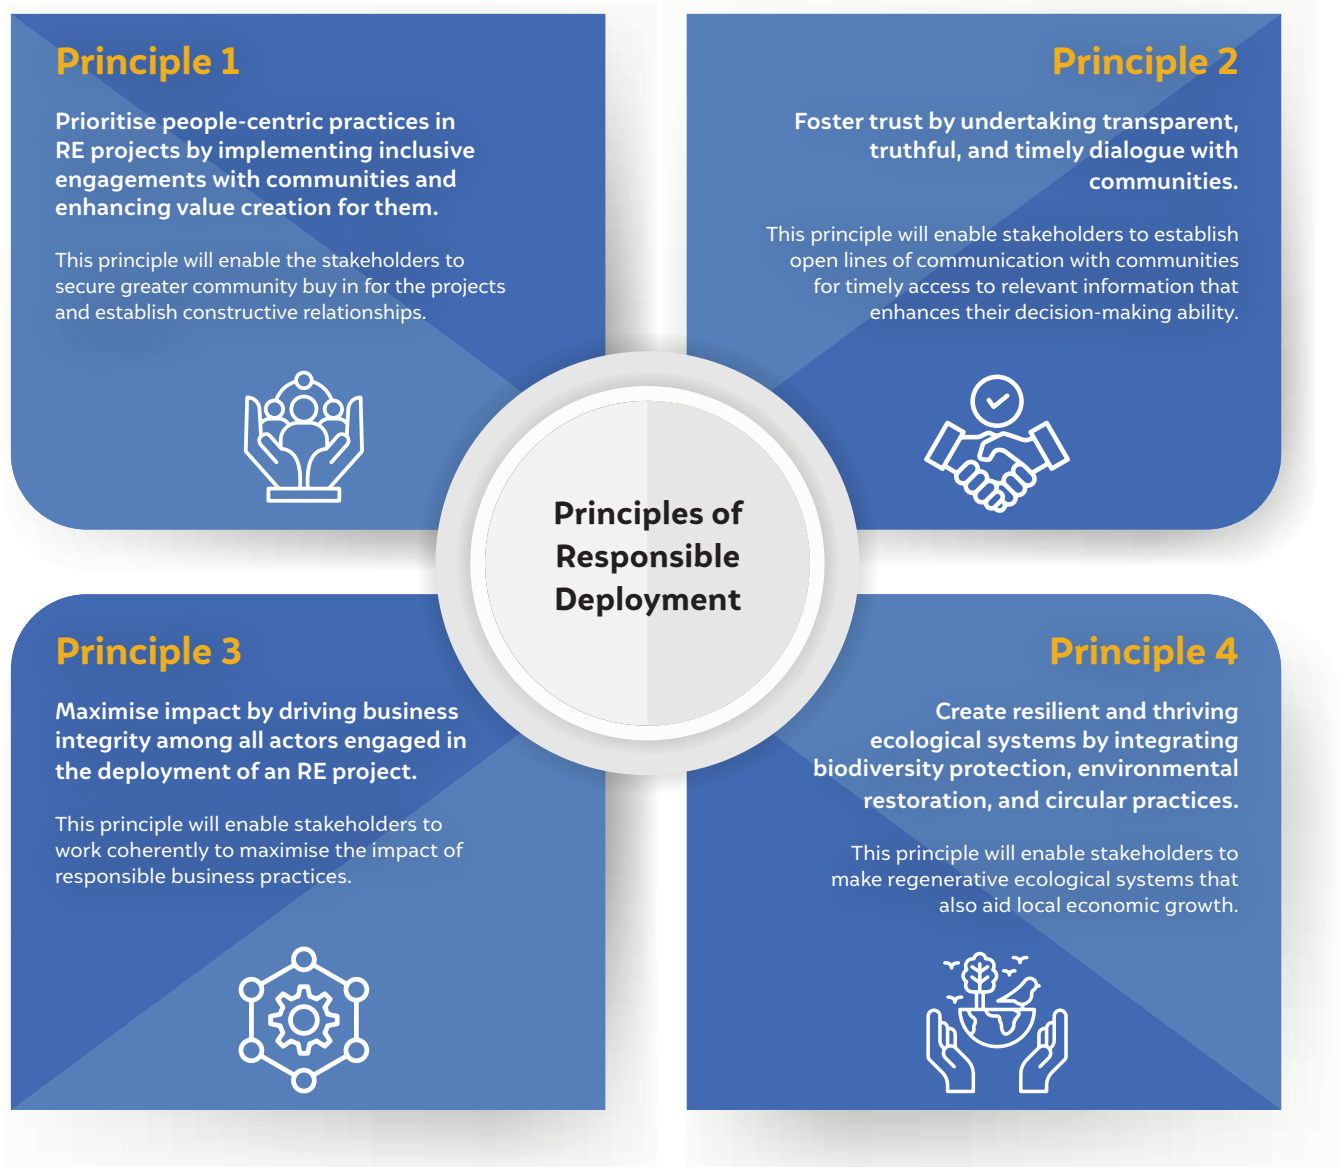 Principle 1
Prioritise people-centric practices in
RE projects by implementing inclusive
engagements with communities and
enhancing value creation for them.
This principle will enable the stakeholders to
secure greater community buy in for the projects
and establish constructive relationships.
Principle 2
Foster trust by undertaking transparent,
truthful, and timely dialogue with
communities.
This principle will enable stakeholders to establish
open lines of communication with communities
for timely access to relevant information that
enhances their decision-making ability.
Principles of
Responsible
Deployment
Principle 3
Maximise impact by driving business
integrity among all actors engaged in
the deployment of an RE project.
This principle will enable stakeholders to
work coherently to maximise the impact of
responsible business practices.
Principle 4
Create resilient and thriving
ecological systems by integrating
biodiversity protection, environmental
restoration, and circular practices.
This principle will enable stakeholders to
make regenerative ecological systems that
also aid local economic growth.